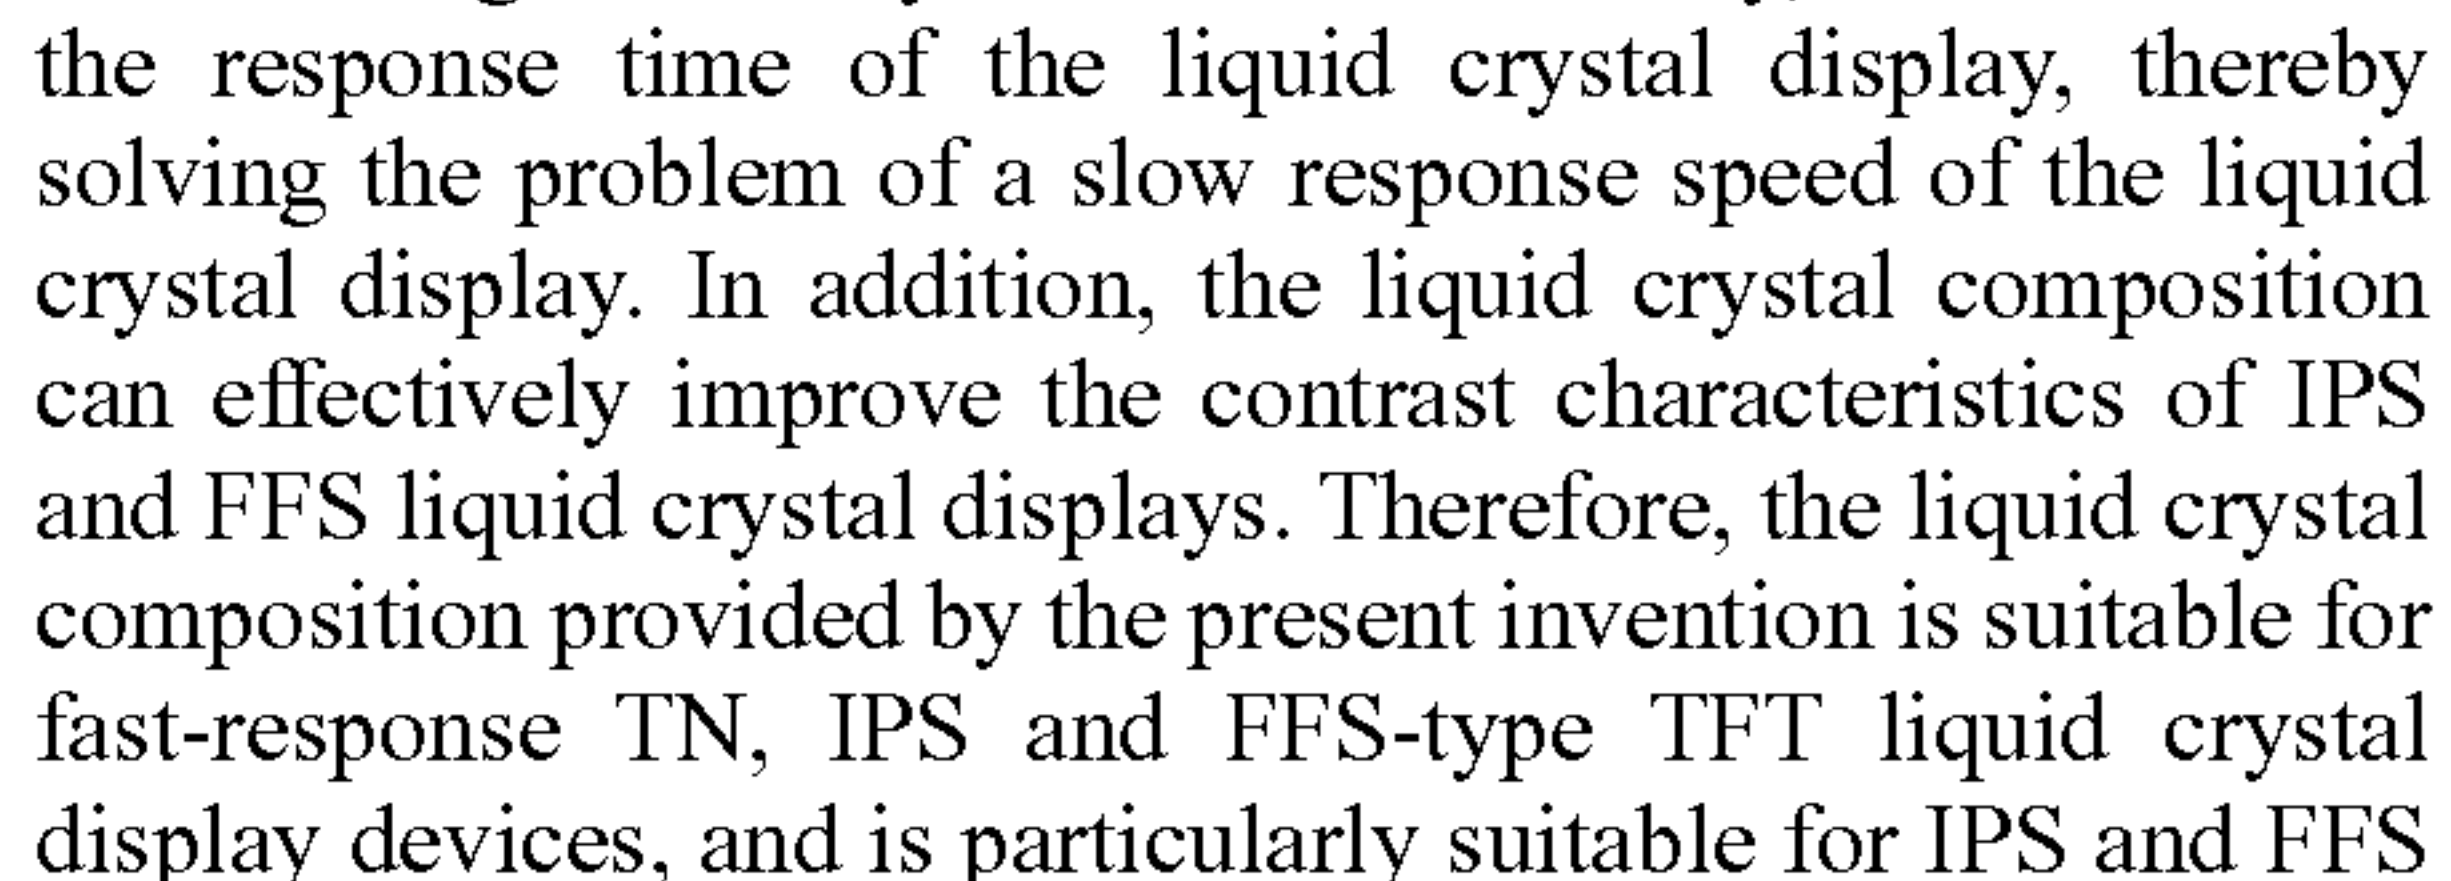 the response time of the liquid crystal display, thereby
solving the problem of a slow response speed of the liquid
crystal display. In addition, the liquid crystal composition
can effectively improve the contrast characteristics of IPS
and FFS liquid crystal displays. Therefore, the liquid crystal
composition provided by the present invention is suitable for
fast-response TN, IPS and FFS-type TFT liquid crystal
display devices, and is particularly suitable for IPS and FFS